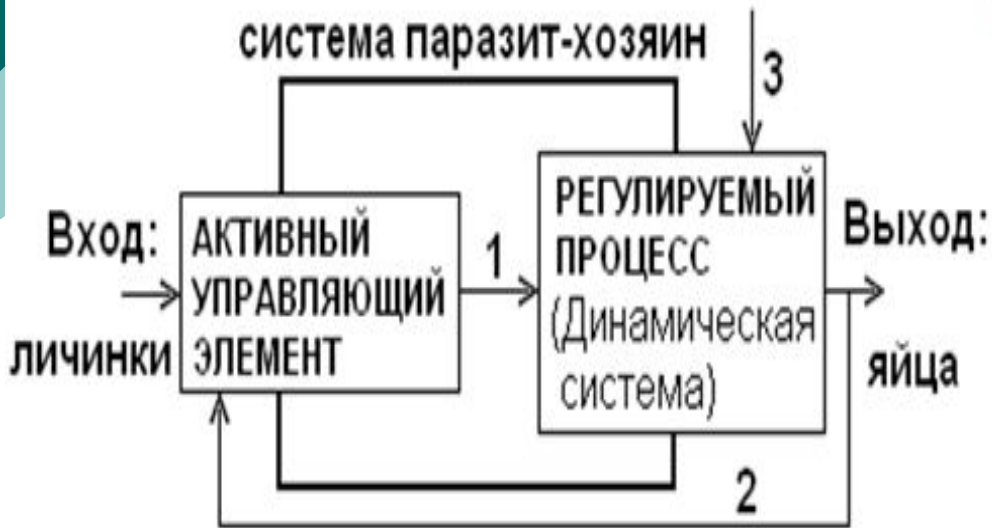 система паразит-хозяин
3
Вход:
личинки
АКТИВНЫЙ
УПРАВЛЯЮЩИЙ
ЭЛЕМЕНТ
1
РЕГУЛИРУЕМЫЙ
ПРОЦЕСС
(Динамическая
система)
Выход:
яйца
2